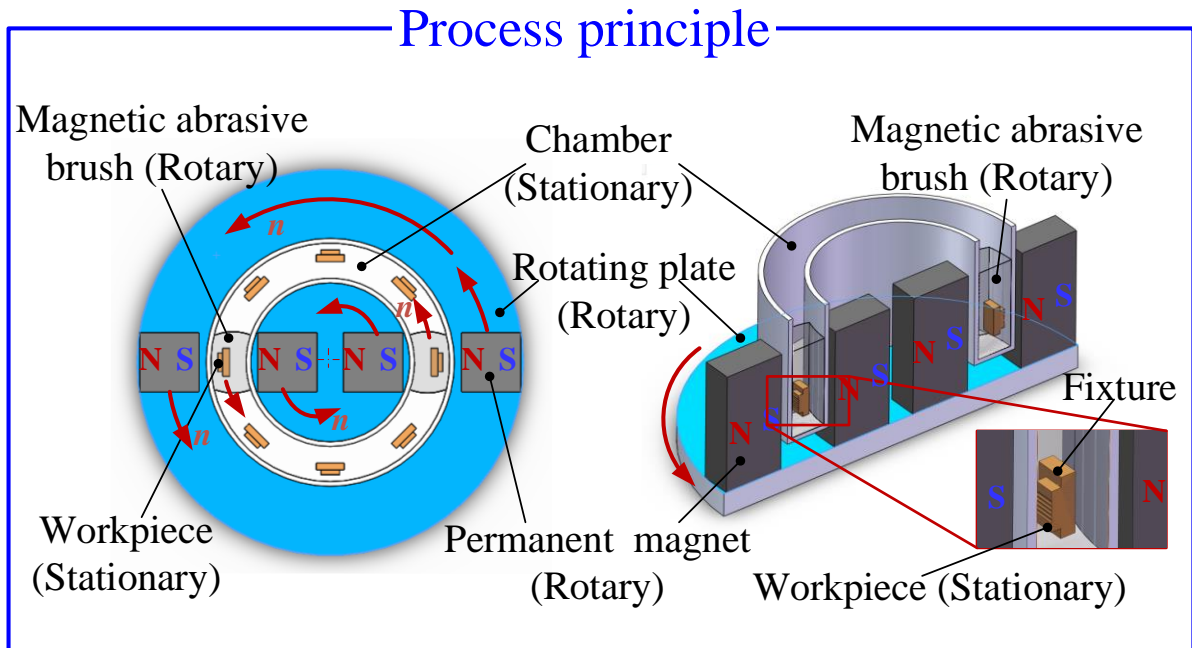 Process principle
Magnetic abrasive
brush (Rotary)
Chamber
(Stationary)
Magnetic abrasive
brush (Rotary)
Rotating plate
(Rotary)
n
n
n
n
N S
N S
N S
N S
N
S
N
S
N
S
N
S
Fixture
S
N
Workpiece
(Stationary)
Permanent magnet
(Rotary)
Workpiece (Stationary)